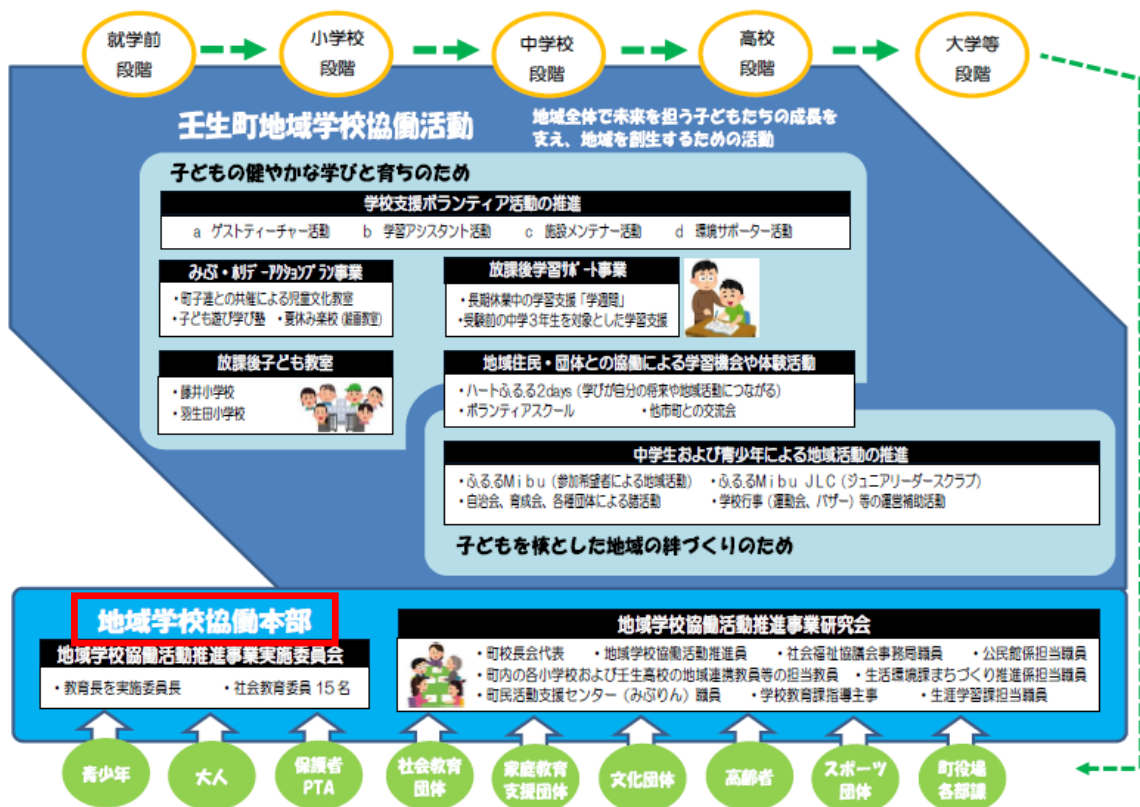 就学前
段階
小学校
段階
中学校
段階
高校
段階
大学等
段階
壬生町地域学校協働活動
地域全体で未来を担う子どもたちの成長を
支え、地域を創生するための活動
子どもの健やかな学びと育ちのため
学校支援ボランティア活動の推進
a ゲストティーチャー活動 b 学習アシスタント活動 c 施設メンテナー活動 d 環境サポーター活動
みぶ・ホリデーアクションプラン事業
・町子連との共催による児童文化教室
・子ども遊び学び塾 ・夏休み楽校(絵画教室)
放課後学習サポート事業
・長期休業中の学習支援「学週間」
・受験前の中学3年生を対象とした学習支援
放課後子ども教室
・藤井小学校
・羽生田小学校
地域住民・団体との協働による学習機会や体験活動
・ハートふるる2days(学びが自分の将来や地域活動につながる)
・ボランティアスクール ・他市町との交流会
中学生および青少年による地域活動の推進
・ふるるMibu(参加希望者による地域活動) ・ふるるMibu JLC(ジュニアリーダースクラブ)
・自治会、育成会、各種団体による諸活動 ・学校行事(運動会、バザー)等の運営補助活動
子どもを核とした地域の絆づくりのため
地域学校協働本部
地域学校協働活動推進事業実施委員会
・教育長を実施委員長 ・社会教育委員15名
地域学校協働活動推進事業研究会
・町校長会代表 ・地域学校協働活動推進員 ・社会福祉協議会事務局職員 ・公民館係担当職員
・町内の各小学校および壬生高校の地域連携教員等の担当教員 ・生活環境課まちづくり推進係担当職員
・町民活動支援センター(みぶりん)職員 ・学校教育課指導主事 ・生涯学習課担当職員
青少年
大人
保護者
PTA
社会教育
団体
家庭教育
支援団体
文化団体
高齢者
スポーツ
団体
町役場
各部課